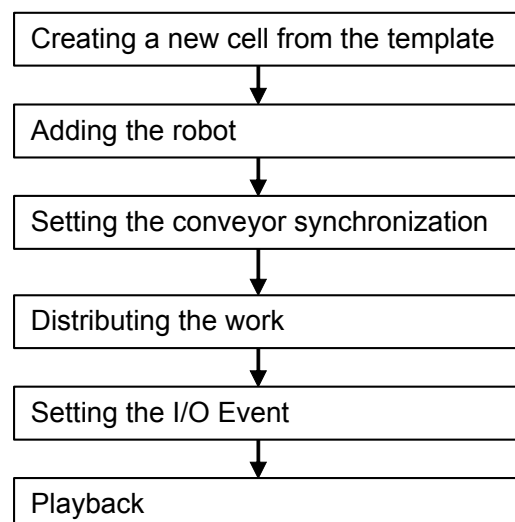 Creating a new cell from the template
Adding the robot
Setting the conveyor synchronization
Distributing the work
Setting the I/O Event
Playback